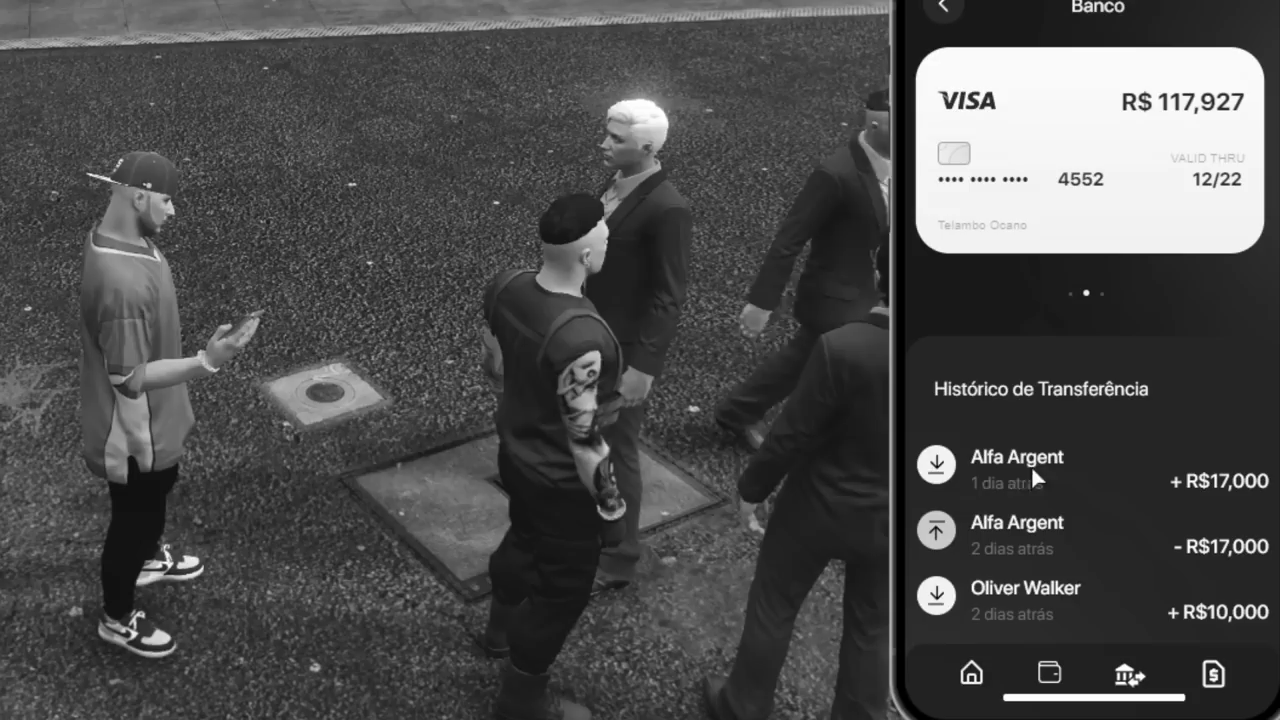 Banco
VISA
R$ 117,927
VALID THRU
•••• •••• •••• 4552
12/22
Telambo Ocano
Histórico de Transferência
Alfa Argent
1 dia atrás
+ R$17,000
Alfa Argent
2 dias atrás
- R$17,000
Oliver Walker
2 dias atrás
+ R$10,000